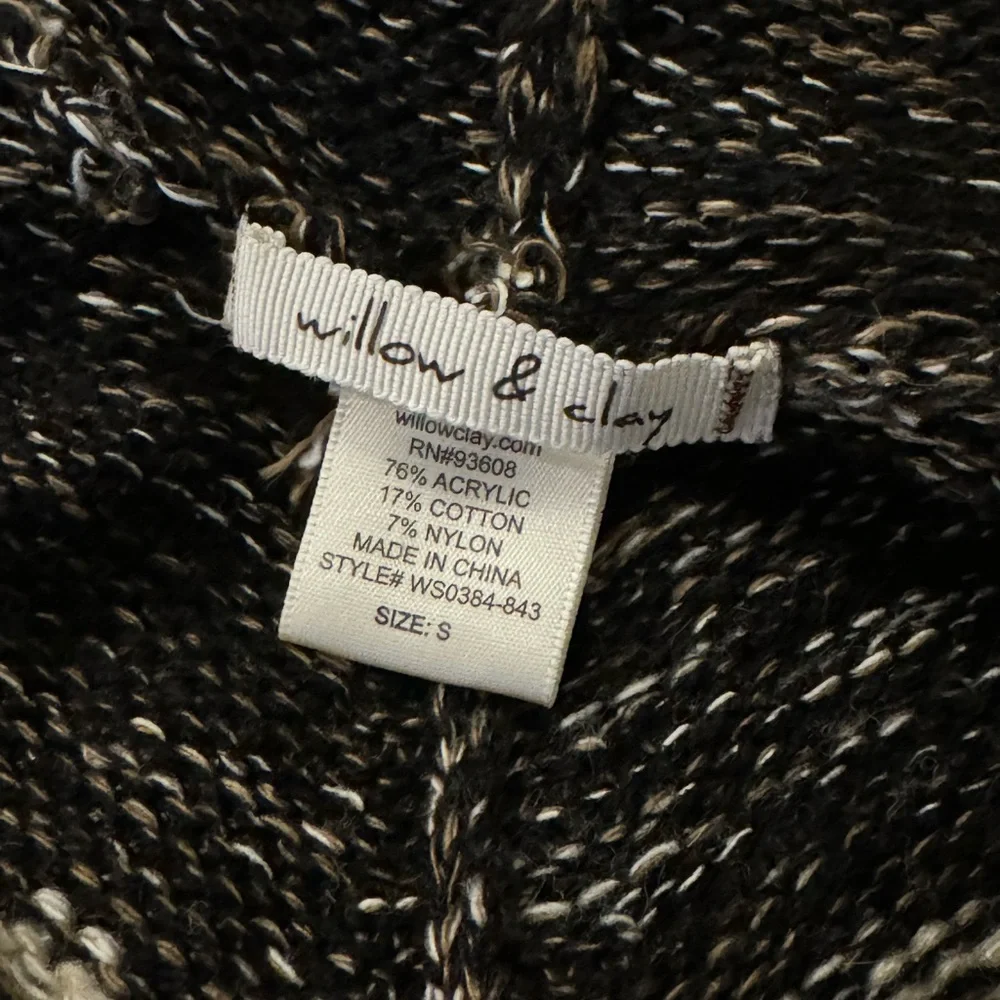 willow & clay
willowclay.com
RN#93608
76% ACRYLIC
17% COTTON
7% NYLON
MADE IN CHINA
STYLE# WS0384-843
SIZE: S